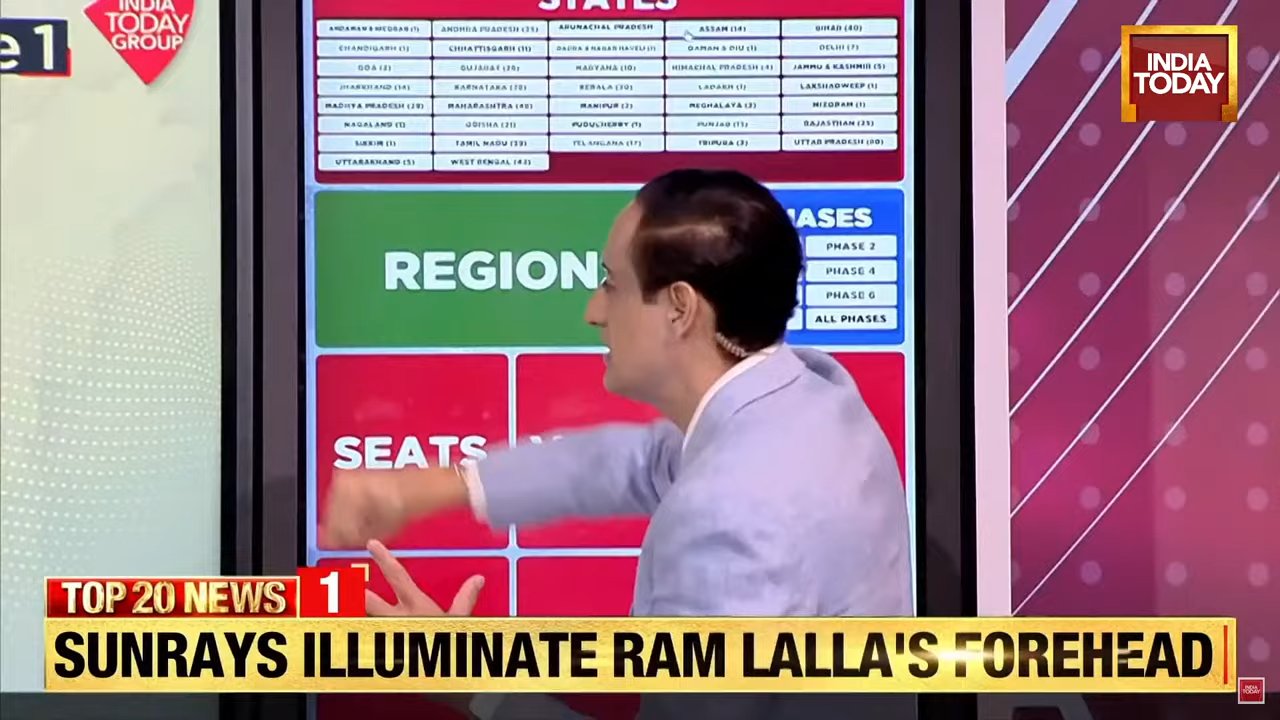 INDIA
TODAY
GROUP
e1
STATES
ANDAMAN & NICOBAR (1)
ANDHRA PRADESH (25)
ARUNACHAL PRADESH
ASSAM (14)
BIHAR (40)
CHANDIGARH (1)
CHHATTISGARH (11)
DADRA & NAGAR HAVELI (1)
DAMAN & DIU (1)
DELHI (7)
GOA (2)
GUJARAT (26)
HARYANA (10)
HIMACHAL PRADESH (4)
JAMMU & KASHMIR (5)
JHARKHAND (14)
KARNATAKA (28)
KERALA (20)
LADAKH (1)
LAKSHADWEEP (1)
MADHYA PRADESH (29)
MAHARASHTRA (48)
MANIPUR (2)
MEGHALAYA (2)
MIZORAM (1)
NAGALAND (1)
ODISHA (21)
PUDUCHERRY (1)
PUNJAB (13)
RAJASTHAN (25)
SIKKIM (1)
TAMIL NADU (39)
TELANGANA (17)
TRIPURA (2)
UTTAR PRADESH (80)
UTTARAKHAND (5)
WEST BENGAL (42)
REGION
HASES
PHASE 2
PHASE 4
PHASE 6
ALL PHASES
SEATS
INDIA
TODAY
TOP 20 NEWS 1
SUNRAYS ILLUMINATE RAM LALLA'S FOREHEAD
INDIA
TODAY